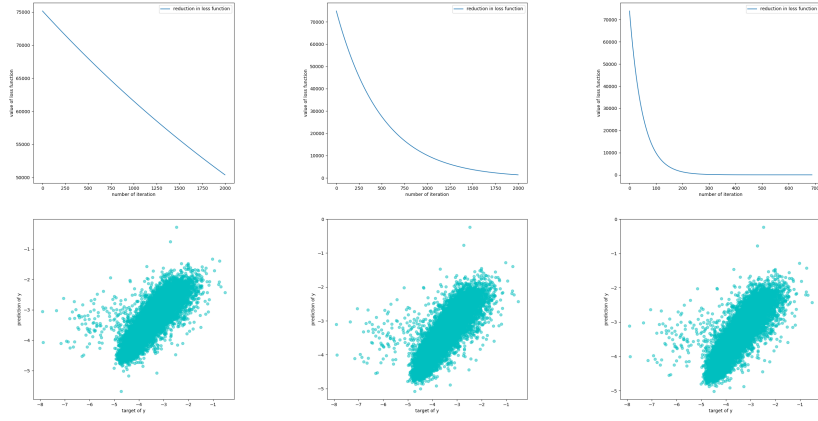 reduction in loss function
75000
70000
65000
60000
55000
50000
value of loss function
0 250 500 750 1000 1250 1500 1750 2000
number of iteration
reduction in loss function
70000
60000
50000
40000
30000
20000
10000
0
value of loss function
0 250 500 750 1000 1250 1500 1750 2000
number of iteration
reduction in loss function
70000
60000
50000
40000
30000
20000
10000
0
value of loss function
0 100 200 300 400 500 600 700
number of iteration
−1
−2
−3
−4
−5
prediction of y
−8 −7 −6 −5 −4 −3 −2 −1
target of y
0
−1
−2
−3
−4
−5
prediction of y
−8 −7 −6 −5 −4 −3 −2 −1
target of y
0
−1
−2
−3
−4
−5
prediction of y
−8 −7 −6 −5 −4 −3 −2 −1
target of y